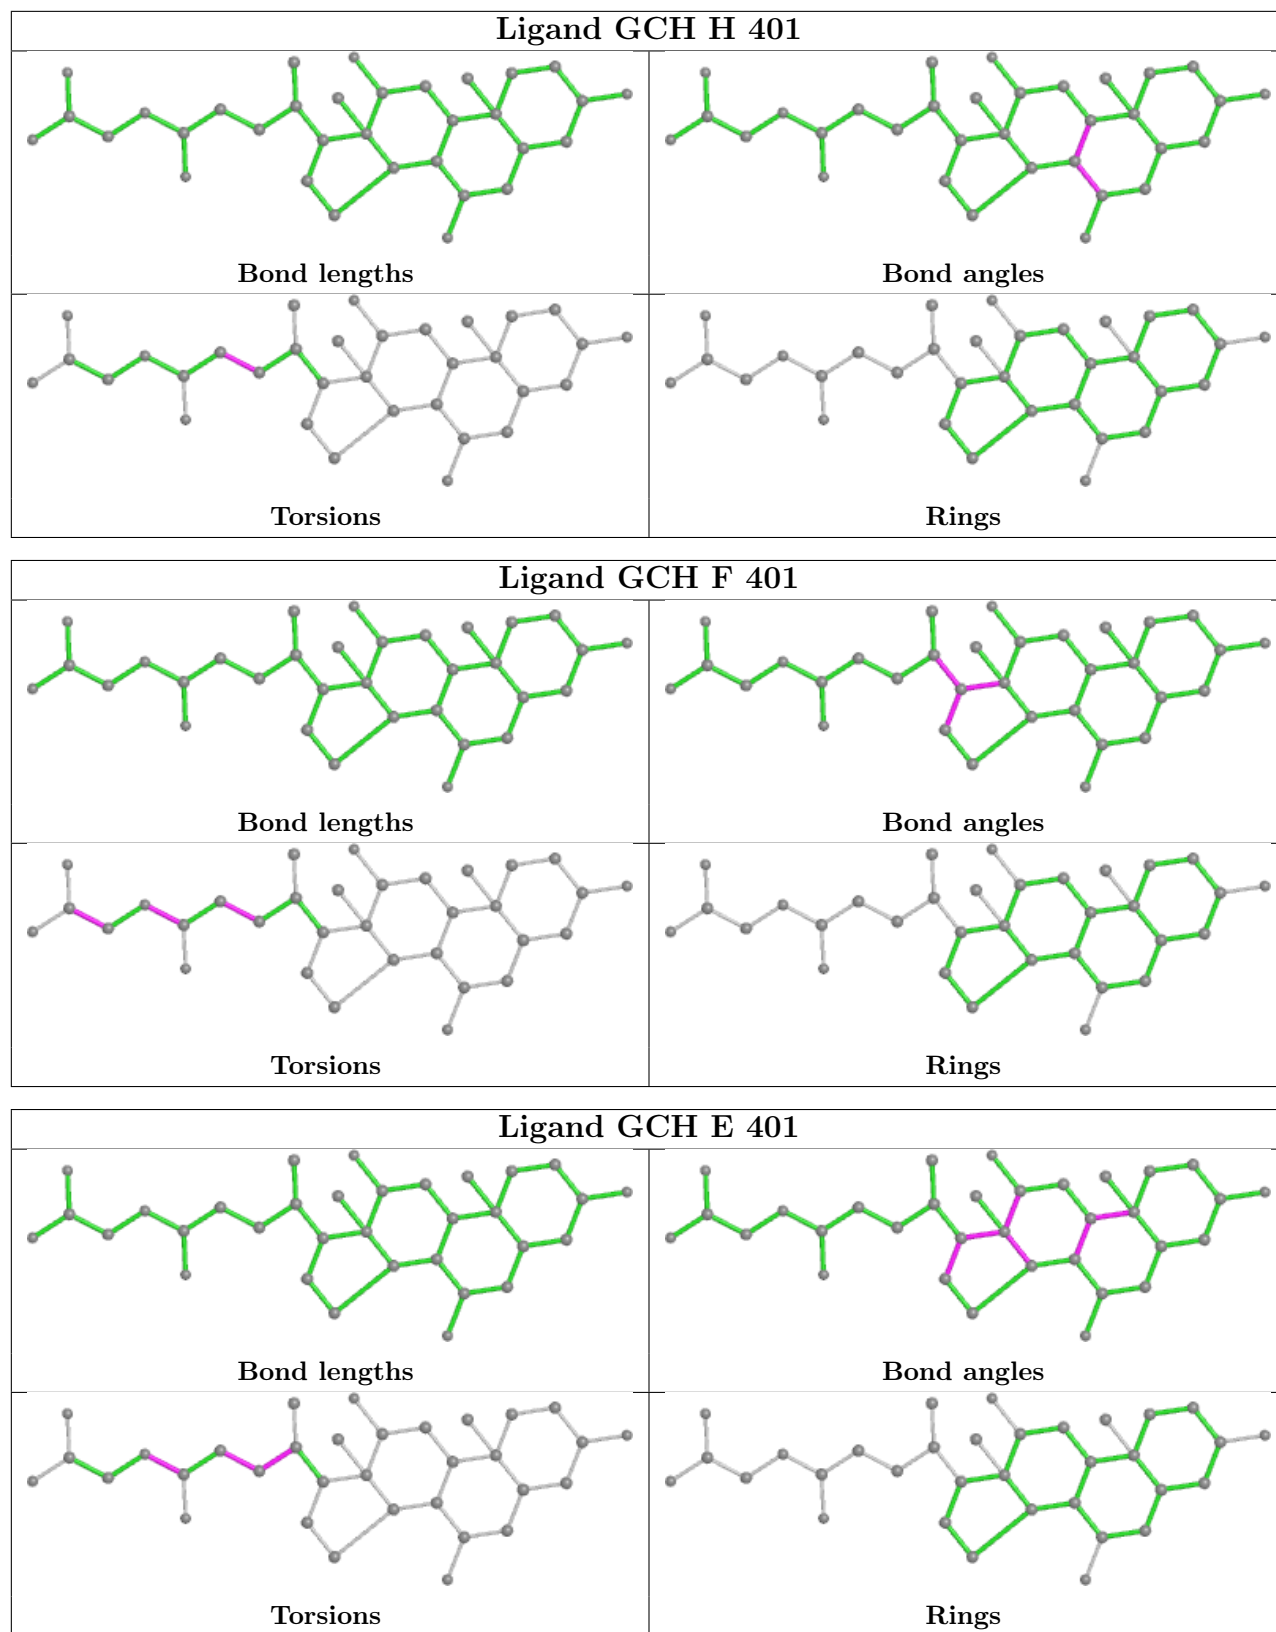 Ligand GCH H 401
Bond lengths
Bond angles
Torsions
Rings
Ligand GCH F 401
Bond lengths
Bond angles
Torsions
Rings
Ligand GCH E 401
Bond lengths
Bond angles
Torsions
Rings